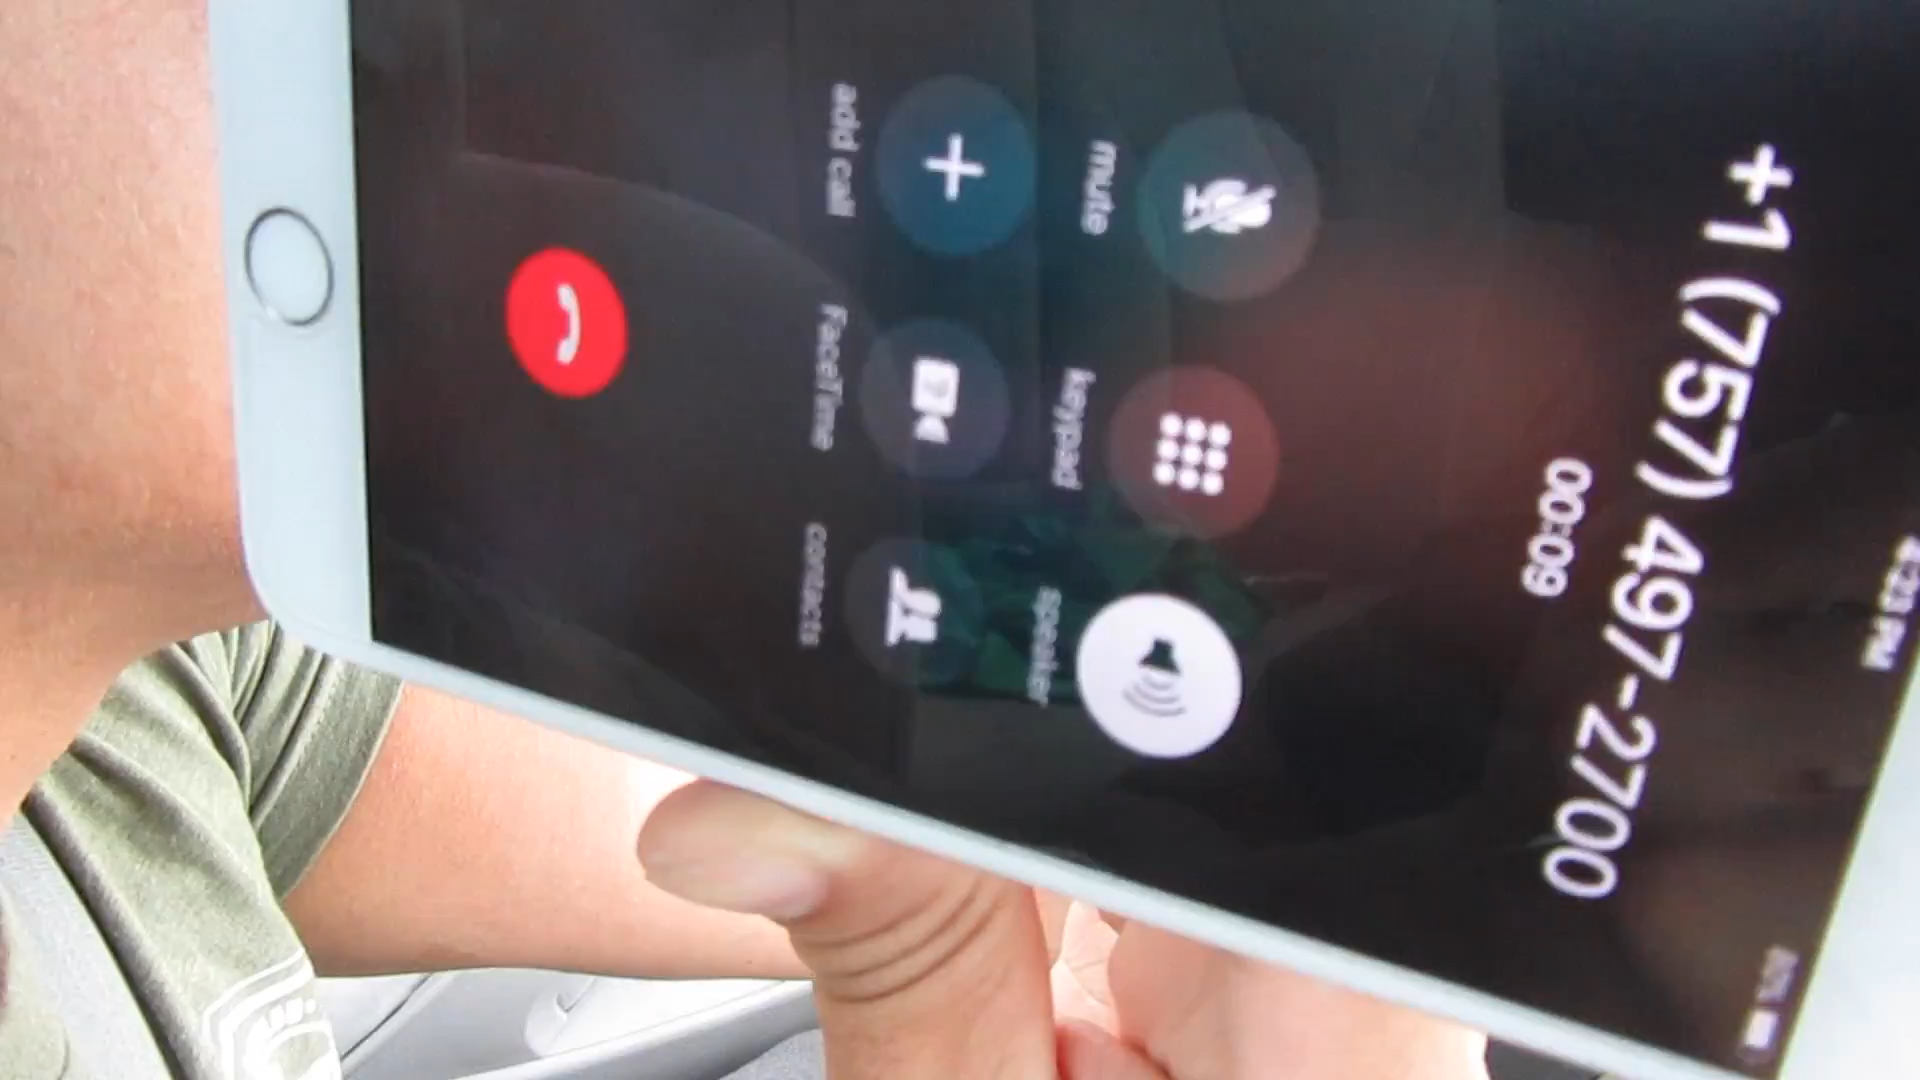 +1 (757) 497-2700
00:09
mute
keypad
speaker
add call
FaceTime
contacts